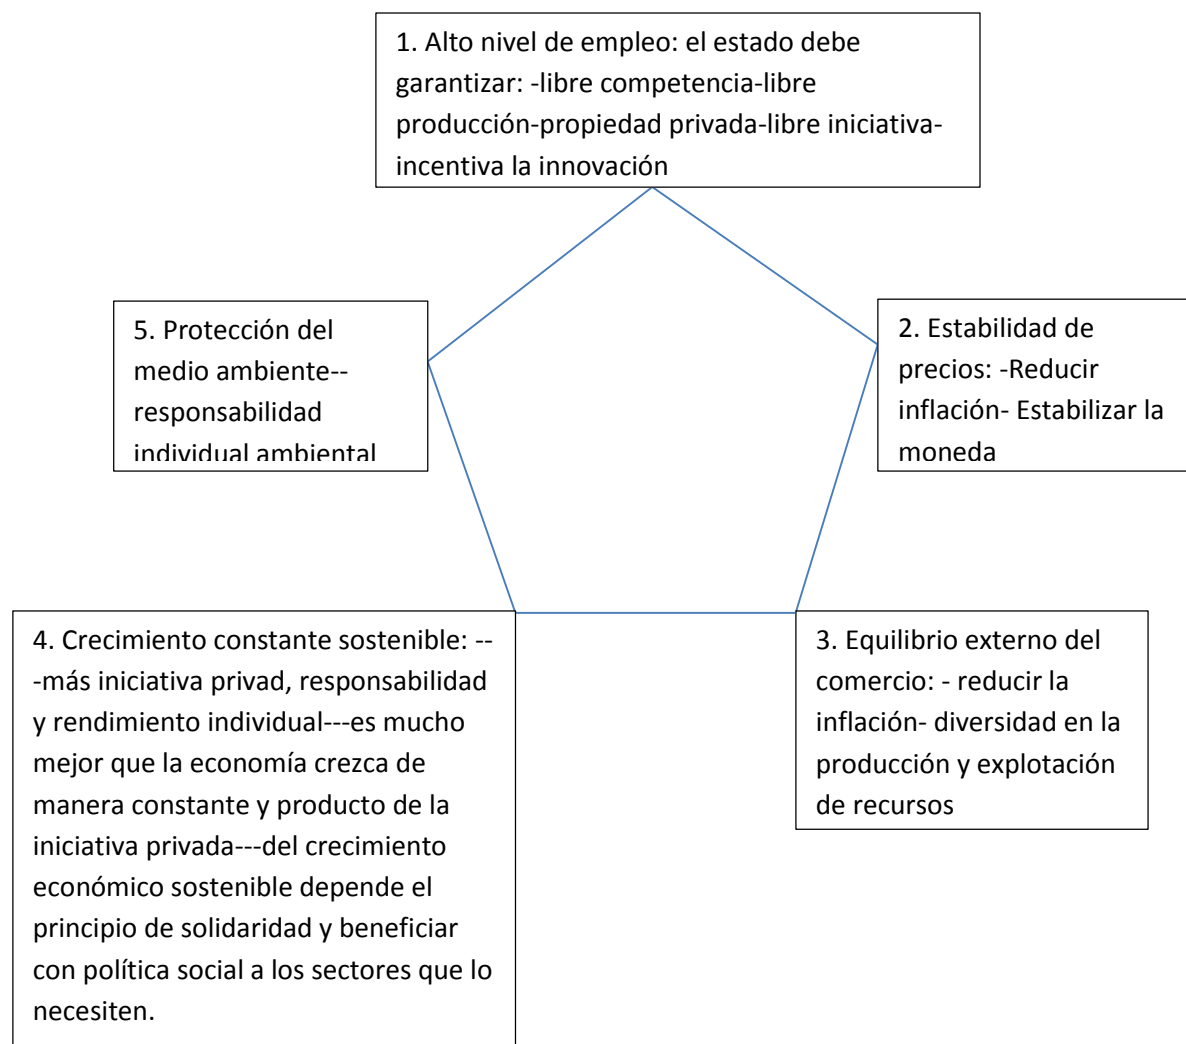 1. Alto nivel de empleo: el estado debe
garantizar: -libre competencia-libre
producción-propiedad privada-libre iniciativa-
incentiva la innovación
2. Estabilidad de
precios: -Reducir
inflación- Estabilizar la
moneda
3. Equilibrio externo del
comercio: - reducir la
inflación- diversidad en la
producción y explotación
de recursos
4. Crecimiento constante sostenible: --
-más iniciativa privad, responsabilidad
y rendimiento individual---es mucho
mejor que la economía crezca de
manera constante y producto de la
iniciativa privada---del crecimiento
económico sostenible depende el
principio de solidaridad y beneficiar
con política social a los sectores que lo
necesiten.
5. Protección del
medio ambiente--
responsabilidad
individual ambiental